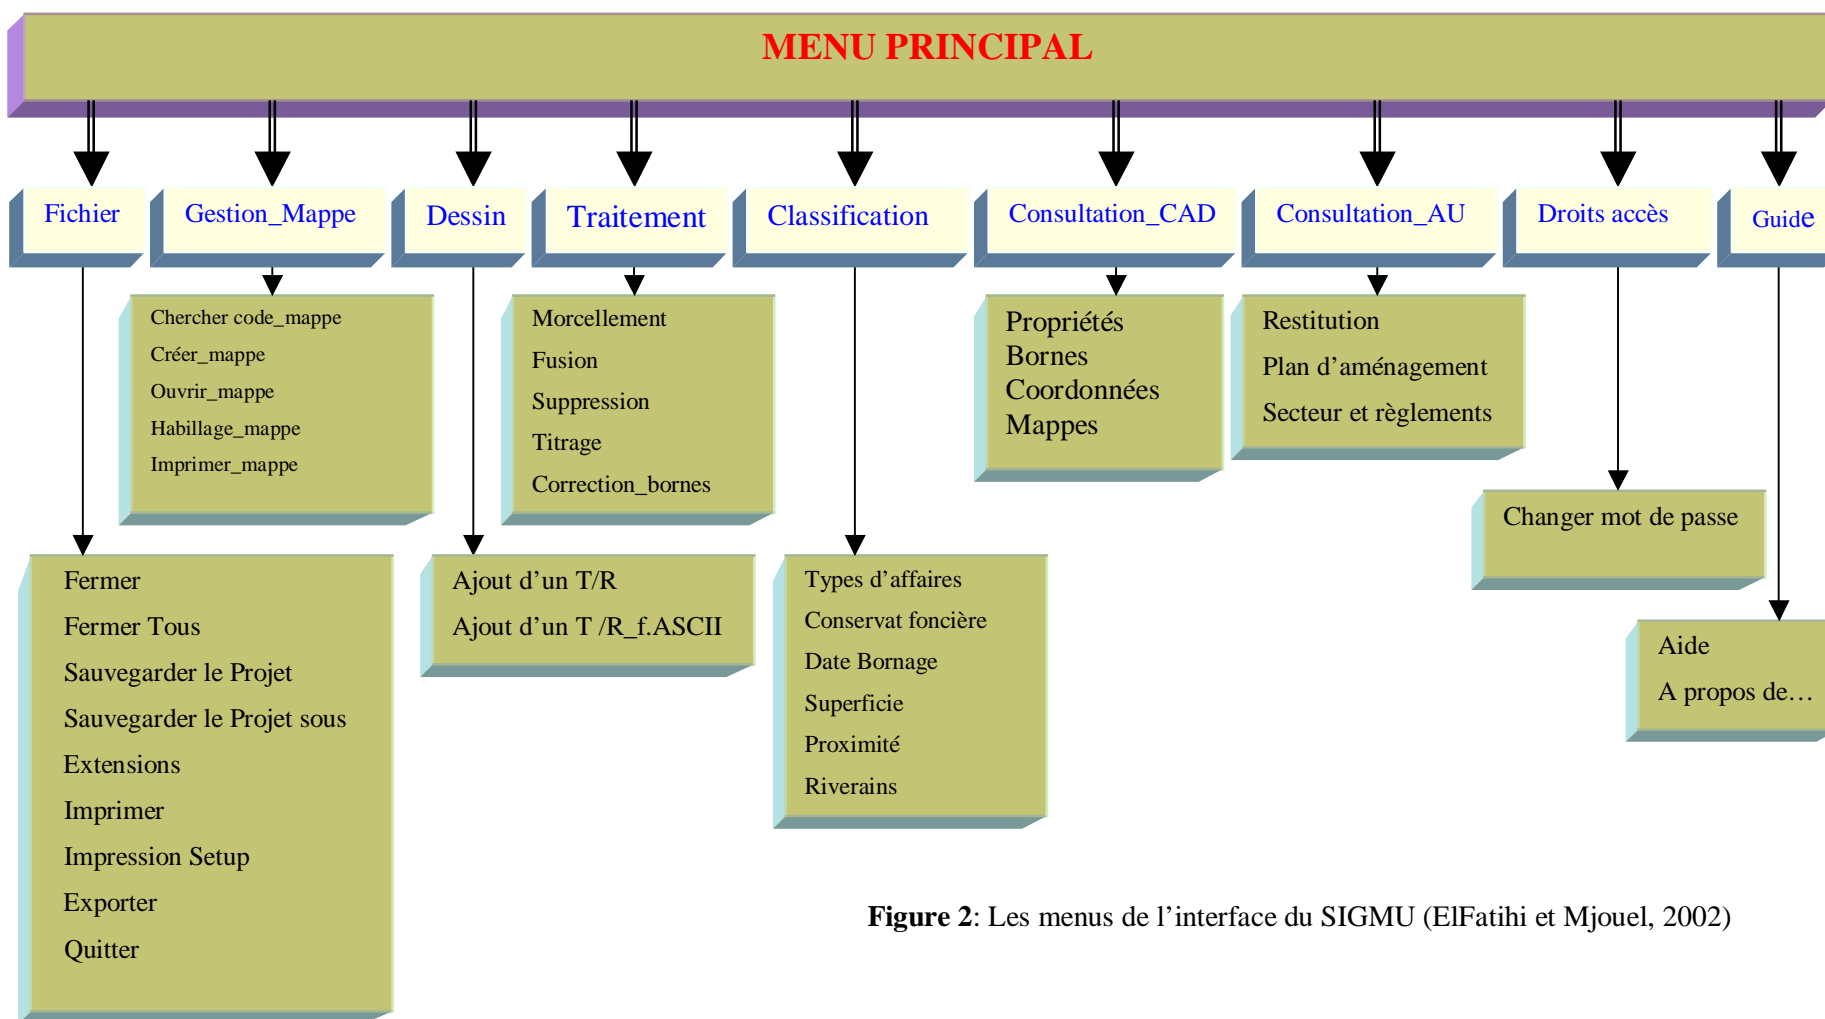 MENU PRINCIPAL
Fichier
Gestion_Mappe
Dessin
Traitement
Classification
Consultation_CAD
Consultation_AU
Droits accès
Guide
Chercher code_mappe
Créer_mappe
Ouvrir_mappe
Habillage_mappe
Imprimer_mappe
Morcellement
Fusion
Suppression
Titrage
Correction_bornes
Propriétés
Bornes
Coordonnées
Mappes
Restitution
Plan d’aménagement
Secteur et règlements
Changer mot de passe
Fermer
Fermer Tous
Sauvegarder le Projet
Sauvegarder le Projet sous
Extensions
Imprimer
Impression Setup
Exporter
Quitter
Ajout d’un T/R
Ajout d’un T /R_f.ASCII
Types d’affaires
Conservat foncière
Date Bornage
Superficie
Proximité
Riverains
Aide
A propos de…
Figure 2: Les menus de l’interface du SIGMU (ElFatihi et Mjouel, 2002)